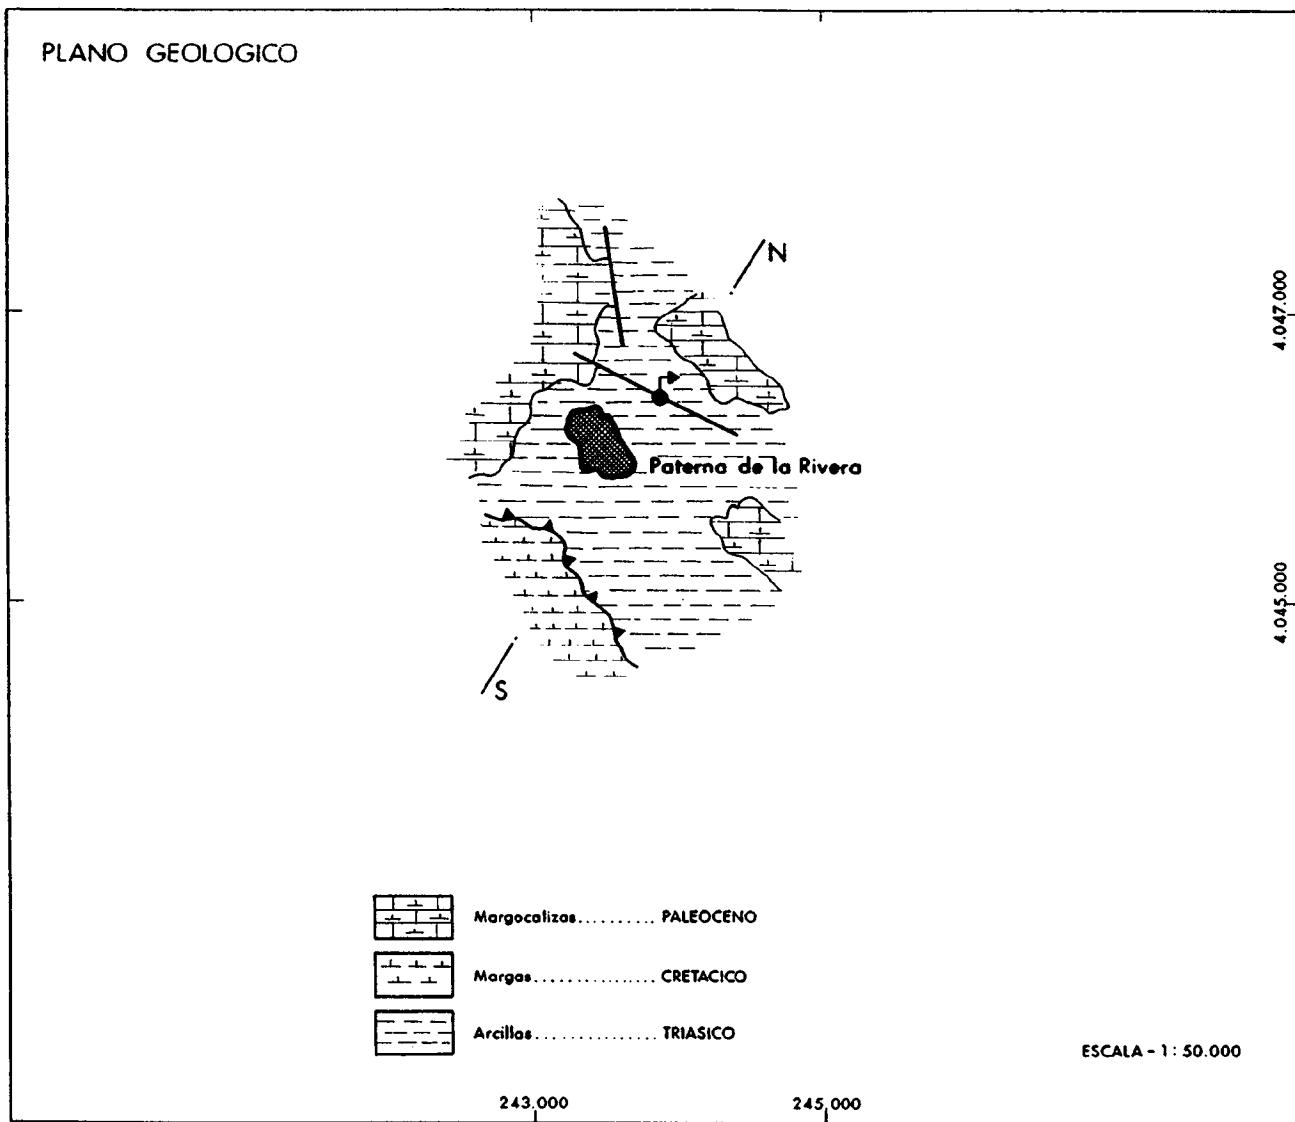 PLANO GEOLOGICO
N
4.047.000
Paterna de la Rivera
4.045.000
S
Margocalizas.......... PALEOCENO
Margas............... CRETACICO
Arcillas............... TRIASICO
ESCALA - 1 : 50.000
243.000
245.000